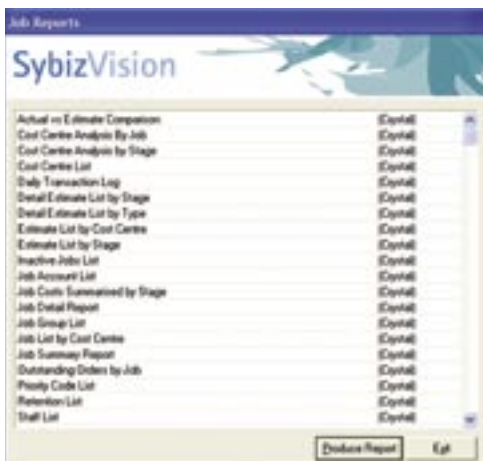 Job Reports
SybizVision
Actual vs Estimate Comparison (Crystal)
Cost Centre Analysis By Job (Crystal)
Cost Centre Analysis by Stage (Crystal)
Cost Centre List (Crystal)
Daily Transaction Log (Crystal)
Detail Estimate List by Stage (Crystal)
Detail Estimate List by Type (Crystal)
Estimate List by Cost Centre (Crystal)
Estimate List by Stage (Crystal)
Inactive Jobs List (Crystal)
Job Account List (Crystal)
Job Costs Summarised by Stage (Crystal)
Job Detail Report (Crystal)
Job Group List (Crystal)
Job List by Cost Centre (Crystal)
Job Summary Report (Crystal)
Outstanding Orders by Job (Crystal)
Priority Code List (Crystal)
Retention List (Crystal)
Staff List (Crystal)
Produce Report Exit